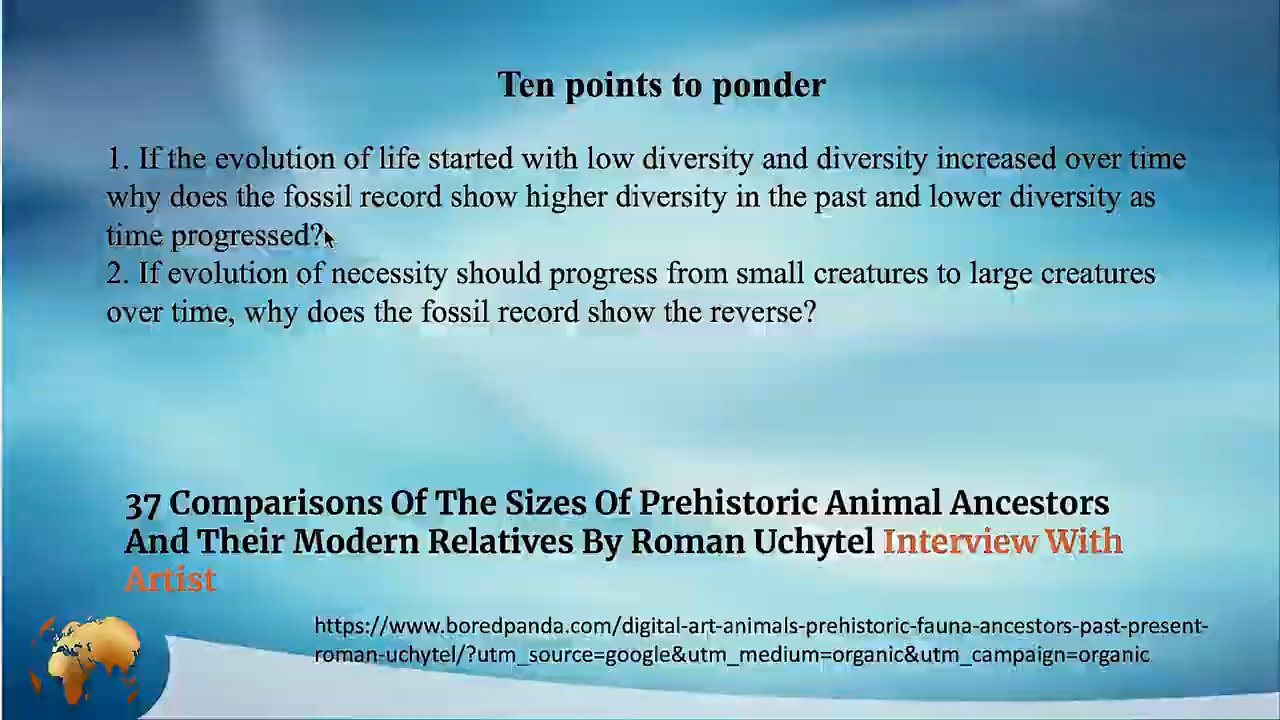 Ten points to ponder
1. If the evolution of life started with low diversity and diversity increased over time
why does the fossil record show higher diversity in the past and lower diversity as
time progressed?
2. If evolution of necessity should progress from small creatures to large creatures
over time, why does the fossil record show the reverse?
37 Comparisons Of The Sizes Of Prehistoric Animal Ancestors
And Their Modern Relatives By Roman Uchytel Interview With
Artist
https://www.boredpanda.com/digital-art-animals-prehistoric-fauna-ancestors-past-present-
roman-uchytel/?utm_source=google&utm_medium=organic&utm_campaign=organic